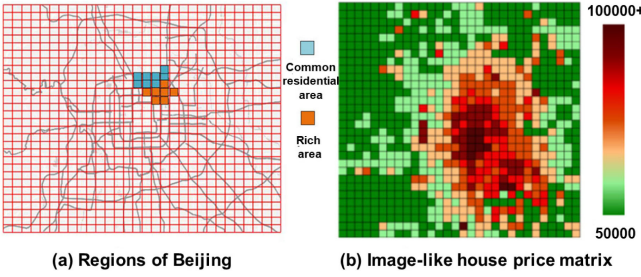 Common
residential
area
Rich
area
100000+
50000
(a) Regions of Beijing
(b) Image-like house price matrix